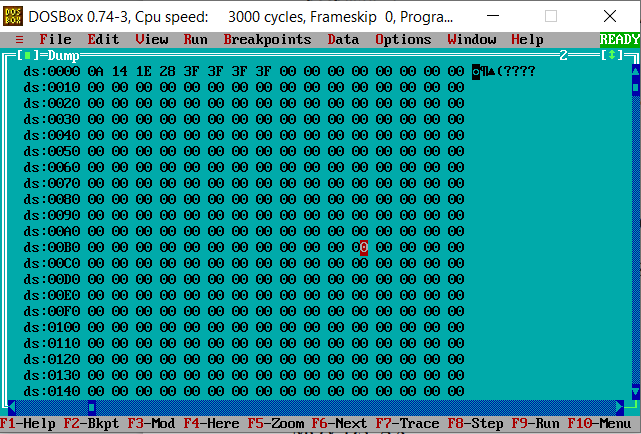 DOSBox 0.74-3, Cpu speed: 3000 cycles, Frameskip 0, Progra...
≡ File Edit View Run Breakpoints Data Options Window Help READY
[■]=Dump 2 [↕]
ds:0000 0A 14 1E 28 3F 3F 3F 3F 00 00 00 00 00 00 00 00 ◙¶▲(????
ds:0010 00 00 00 00 00 00 00 00 00 00 00 00 00 00 00 00
ds:0020 00 00 00 00 00 00 00 00 00 00 00 00 00 00 00 00
ds:0030 00 00 00 00 00 00 00 00 00 00 00 00 00 00 00 00
ds:0040 00 00 00 00 00 00 00 00 00 00 00 00 00 00 00 00
ds:0050 00 00 00 00 00 00 00 00 00 00 00 00 00 00 00 00
ds:0060 00 00 00 00 00 00 00 00 00 00 00 00 00 00 00 00
ds:0070 00 00 00 00 00 00 00 00 00 00 00 00 00 00 00 00
ds:0080 00 00 00 00 00 00 00 00 00 00 00 00 00 00 00 00
ds:0090 00 00 00 00 00 00 00 00 00 00 00 00 00 00 00 00
ds:00A0 00 00 00 00 00 00 00 00 00 00 00 00 00 00 00 00
ds:00B0 00 00 00 00 00 00 00 00 00 00 00 00 00 00 00 00
ds:00C0 00 00 00 00 00 00 00 00 00 00 00 00 00 00 00 00
ds:00D0 00 00 00 00 00 00 00 00 00 00 00 00 00 00 00 00
ds:00E0 00 00 00 00 00 00 00 00 00 00 00 00 00 00 00 00
ds:00F0 00 00 00 00 00 00 00 00 00 00 00 00 00 00 00 00
ds:0100 00 00 00 00 00 00 00 00 00 00 00 00 00 00 00 00
ds:0110 00 00 00 00 00 00 00 00 00 00 00 00 00 00 00 00
ds:0120 00 00 00 00 00 00 00 00 00 00 00 00 00 00 00 00
ds:0130 00 00 00 00 00 00 00 00 00 00 00 00 00 00 00 00
ds:0140 00 00 00 00 00 00 00 00 00 00 00 00 00 00 00 00
F1-Help F2-Bkpt F3-Mod F4-Here F5-Zoom F6-Next F7-Trace F8-Step F9-Run F10-Menu